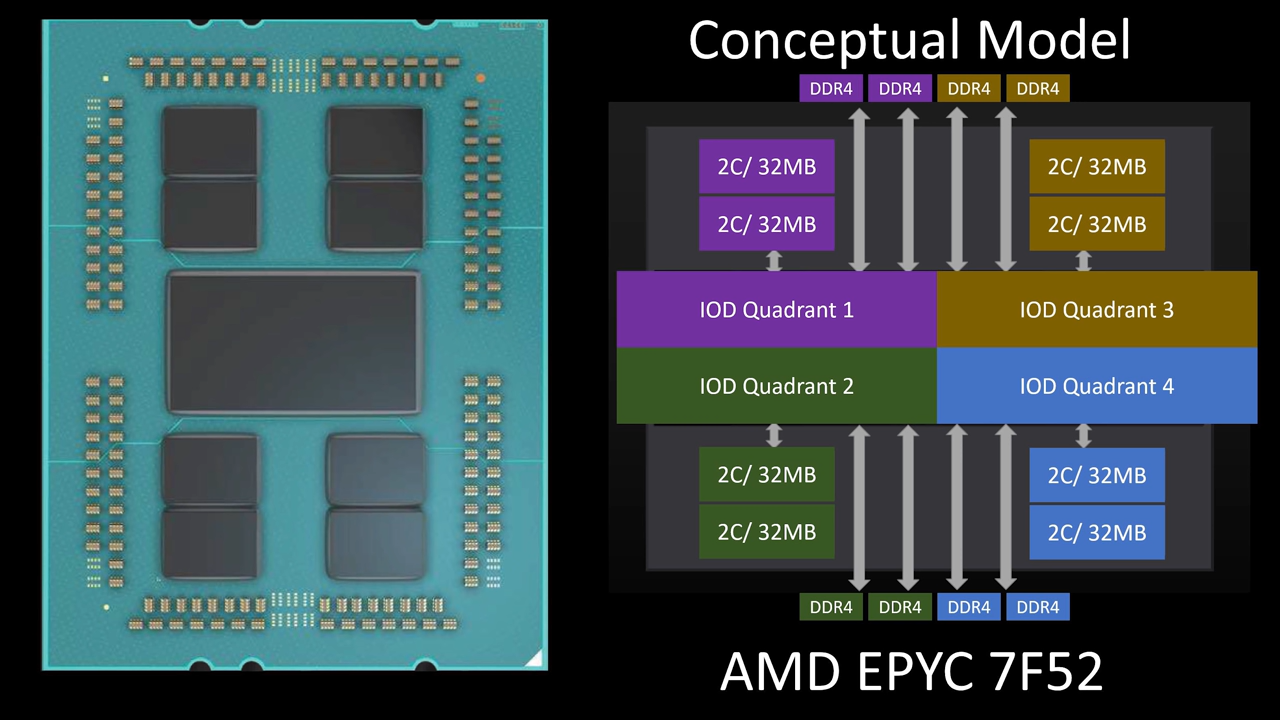 Conceptual Model
DDR4 DDR4 DDR4 DDR4
2C/ 32MB 2C/ 32MB
2C/ 32MB 2C/ 32MB
IOD Quadrant 1 IOD Quadrant 3
IOD Quadrant 2 IOD Quadrant 4
2C/ 32MB 2C/ 32MB
2C/ 32MB 2C/ 32MB
DDR4 DDR4 DDR4 DDR4
AMD EPYC 7F52